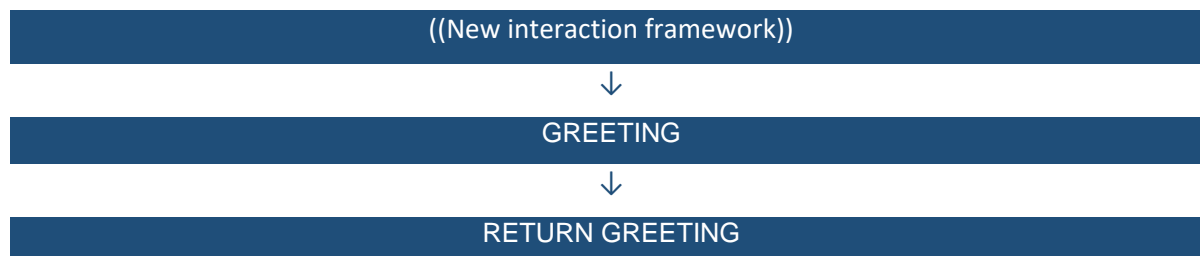 ((New interaction framework))
↓
GREETING
↓
RETURN GREETING